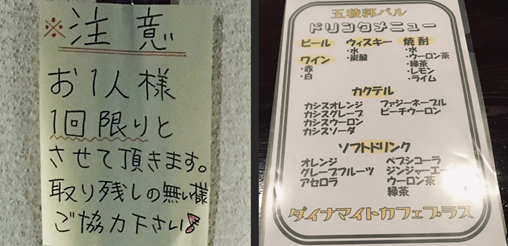 ※注意
お1人様
1回限りと
させて頂きます。
取り残しの無い様
ご協力下さい
五稜郭バル
ドリンクメニュー
ビール
ワイン
・赤
・白
ウィスキー
・水
・炭酸
焼酎
・水
・ウーロン茶
・緑茶
・レモン
・ライム
カクテル
カシスオレンジ
カシスグレープ
カシスウーロン
カシスソーダ
ファジーネーブル
ピーチウーロン
ソフトドリンク
オレンジ
グレープフルーツ
アセロラ
ペプシコーラ
ジンジャーエール
ウーロン茶
緑茶
ダイナマイトカフェプラス